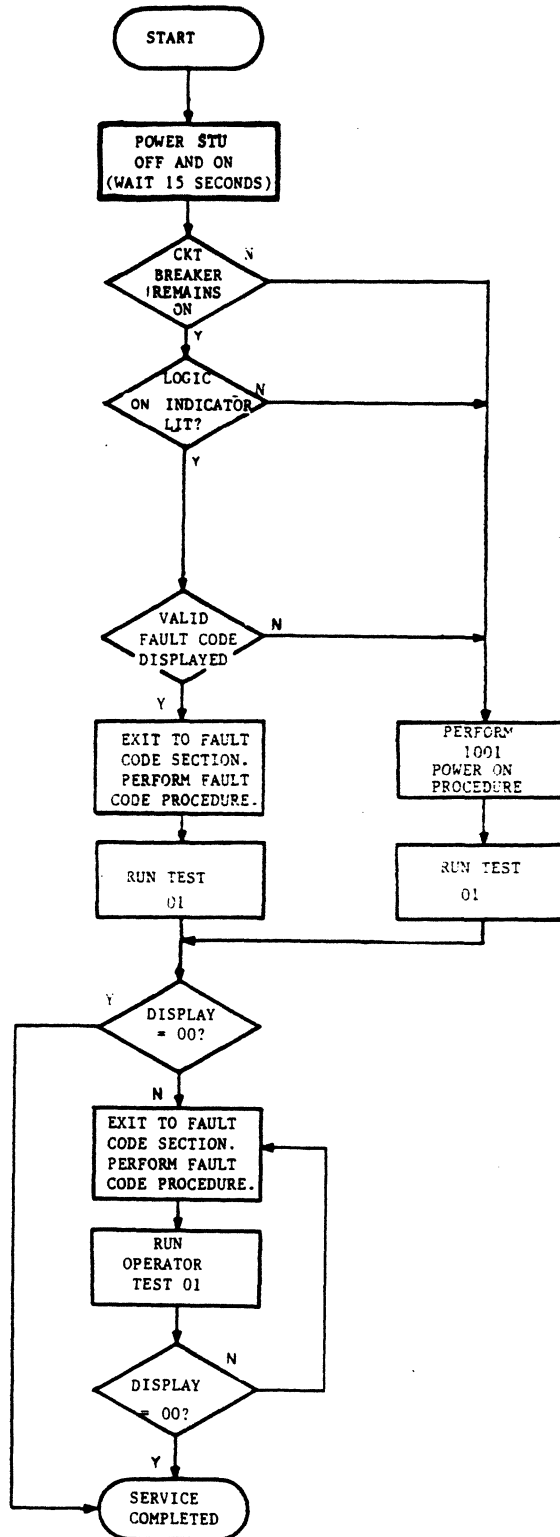 START
POWER STU
OFF AND ON
(WAIT 15 SECONDS)
CKT
BREAKER
REMAINS
ON
N
Y
LOGIC
ON INDICATOR
LIT?
N
Y
VALID
FAULT CODE
DISPLAYED
N
Y
EXIT TO FAULT
CODE SECTION.
PERFORM FAULT
CODE PROCEDURE.
PERFORM
1001
POWER ON
PROCEDURE
RUN TEST
01
RUN TEST
01
Y
DISPLAY
= 00?
N
EXIT TO FAULT
CODE SECTION.
PERFORM FAULT
CODE PROCEDURE.
RUN
OPERATOR
TEST 01
N
DISPLAY
= 00?
Y
SERVICE
COMPLETED